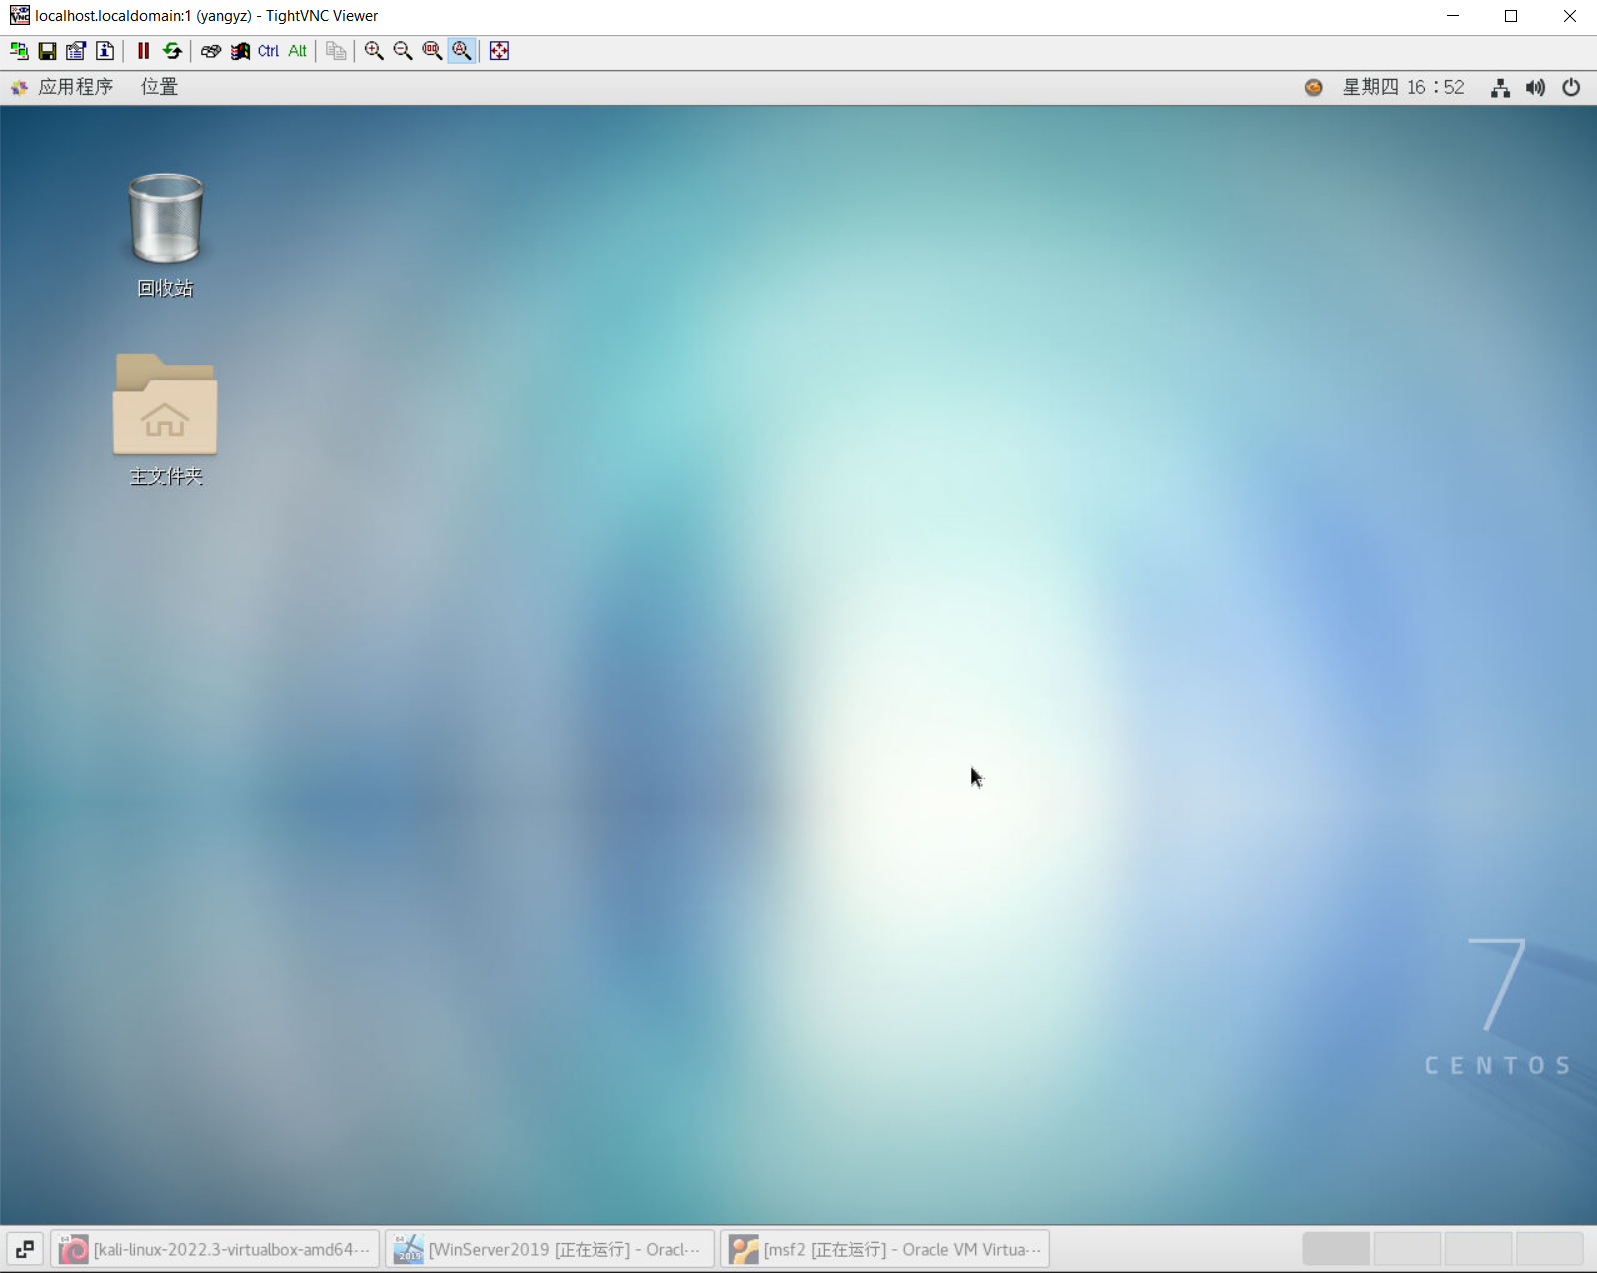 localhost.localdomain:1 (yangyz) - TightVNC Viewer
Ctrl Alt
应用程序 位置 星期四 16：52
回收站
主文件夹
7
CENTOS
[kali-linux-2022.3-virtualbox-amd64··· [WinServer2019 [正在运行] - Oracl··· [msf2 [正在运行] - Oracle VM Virtua···